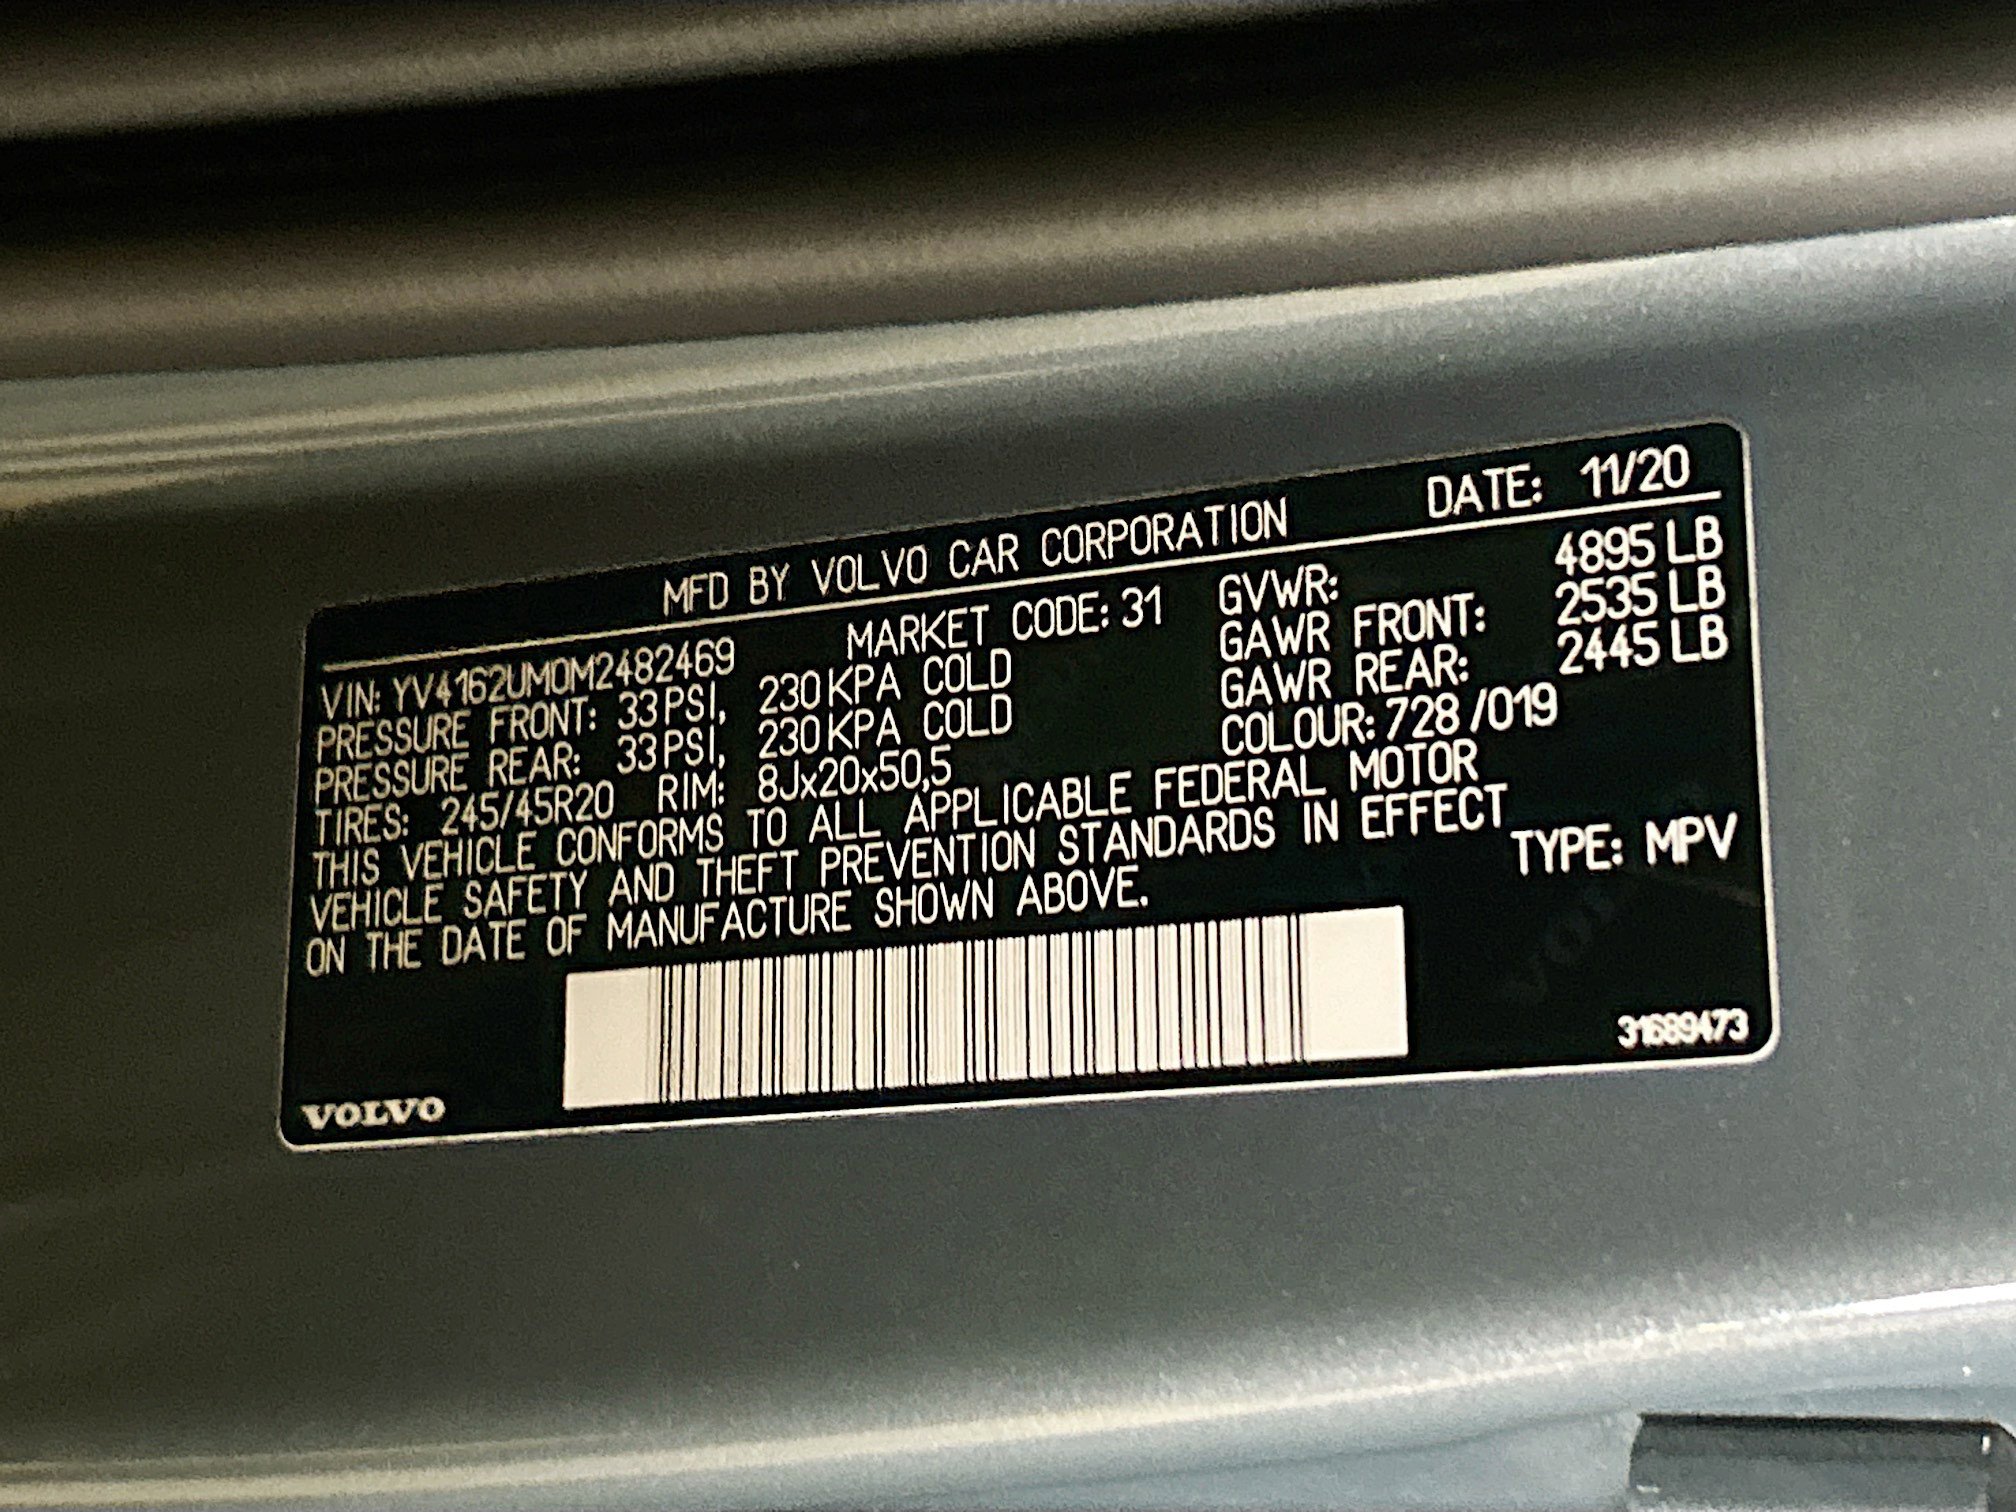 MFD BY VOLVO CAR CORPORATION DATE: 11/20
VIN: YV4162UM0M2482469 MARKET CODE: 31 GVWR: 4895 LB
PRESSURE FRONT: 33 PSI, 230 KPA COLD GAWR FRONT: 2535 LB
PRESSURE REAR: 33 PSI, 230 KPA COLD GAWR REAR: 2445 LB
TIRES: 245/45R20 RIM: 8Jx20x50,5 COLOUR: 728 /019
THIS VEHICLE CONFORMS TO ALL APPLICABLE FEDERAL MOTOR
VEHICLE SAFETY AND THEFT PREVENTION STANDARDS IN EFFECT
ON THE DATE OF MANUFACTURE SHOWN ABOVE. TYPE: MPV
31689473
VOLVO